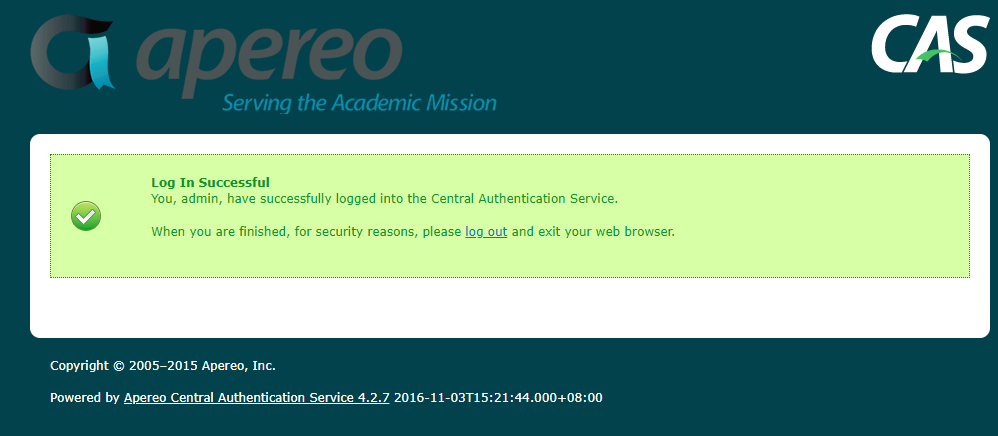 apereo
CAS
Serving the Academic Mission
Log In Successful
You, admin, have successfully logged into the Central Authentication Service.
When you are finished, for security reasons, please log out and exit your web browser.
Copyright © 2005–2015 Apereo, Inc.
Powered by Apereo Central Authentication Service 4.2.7 2016-11-03T15:21:44.000+08:00